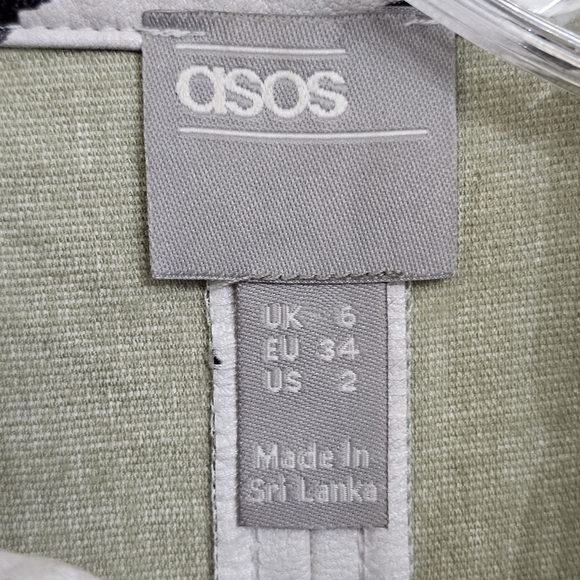 asos
UK 6
EU 34
US 2
Made In
Sri Lanka